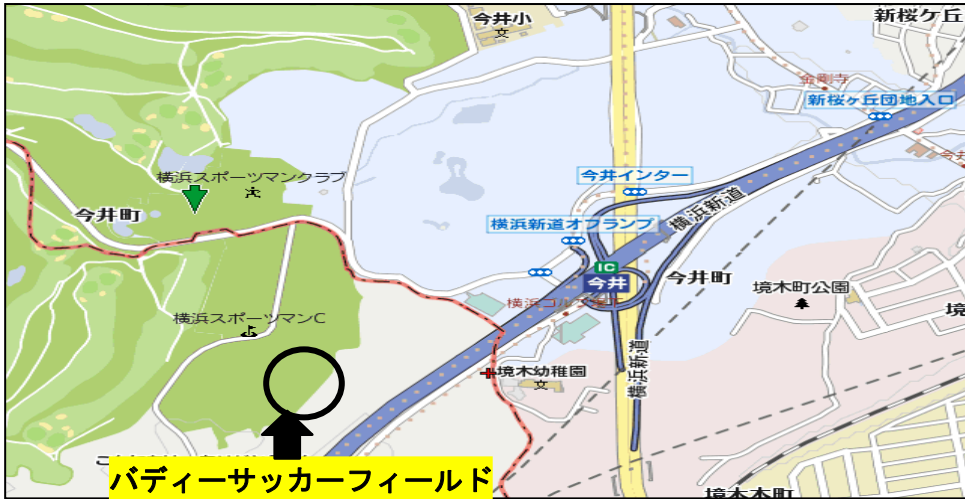 今井小
新桜ケ丘
金剛寺
新桜ヶ丘団地入口
横浜スポーツマンクラブ
今井インター
今井町
横浜新道オフランプ
横浜新道
IC
今井
今井町
境木町公園
横浜スポーツマンC
横浜新道
境木幼稚園
バディーサッカーフィールド
境木本町